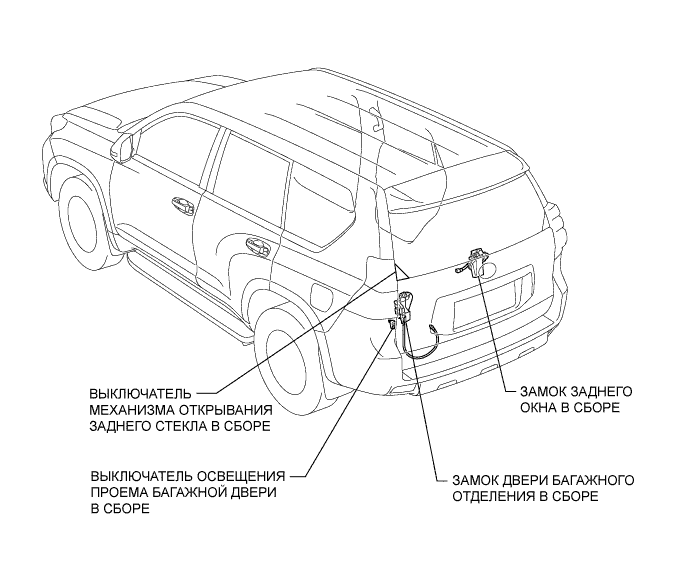 ВЫКЛЮЧАТЕЛЬ
МЕХАНИЗМА ОТКРЫВАНИЯ
ЗАДНЕГО СТЕКЛА В СБОРЕ
ЗАМОК ЗАДНЕГО
ОКНА В СБОРЕ
ВЫКЛЮЧАТЕЛЬ ОСВЕЩЕНИЯ
ПРОЕМА БАГАЖНОЙ ДВЕРИ
В СБОРЕ
ЗАМОК ДВЕРИ БАГАЖНОГО
ОТДЕЛЕНИЯ В СБОРЕ